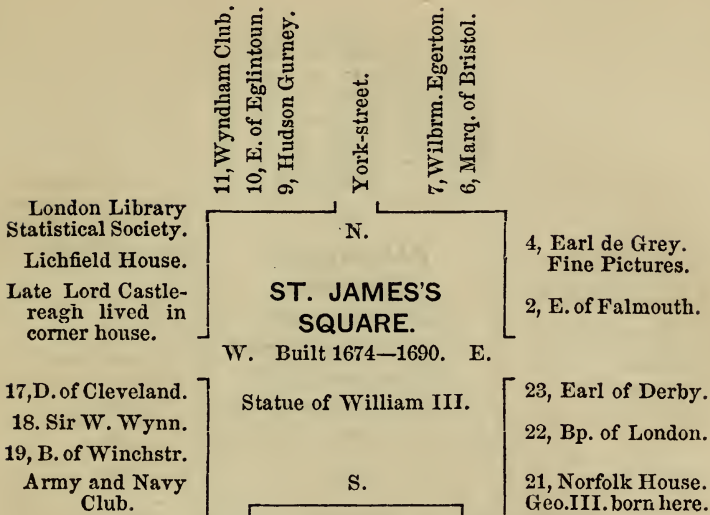 11, Wyndham Club.
10, E. of Eglintoun.
9, Hudson Gurney.
York-street.
7, Wilbrm. Egerton.
6, Marq. of Bristol.
London Library
Statistical Society.
Lichfield House.
Late Lord Castle-
reagh lived in
corner house.
N.
ST. JAMES'S
SQUARE.
W. Built 1674—1690. E.
Statue of William III.
S.
4, Earl de Grey.
Fine Pictures.
2, E. of Falmouth.
17, D. of Cleveland.
18. Sir W. Wynn.
19, B. of Winchstr.
Army and Navy
Club.
23, Earl of Derby.
22, Bp. of London.
21, Norfolk House.
Geo. III. born here.